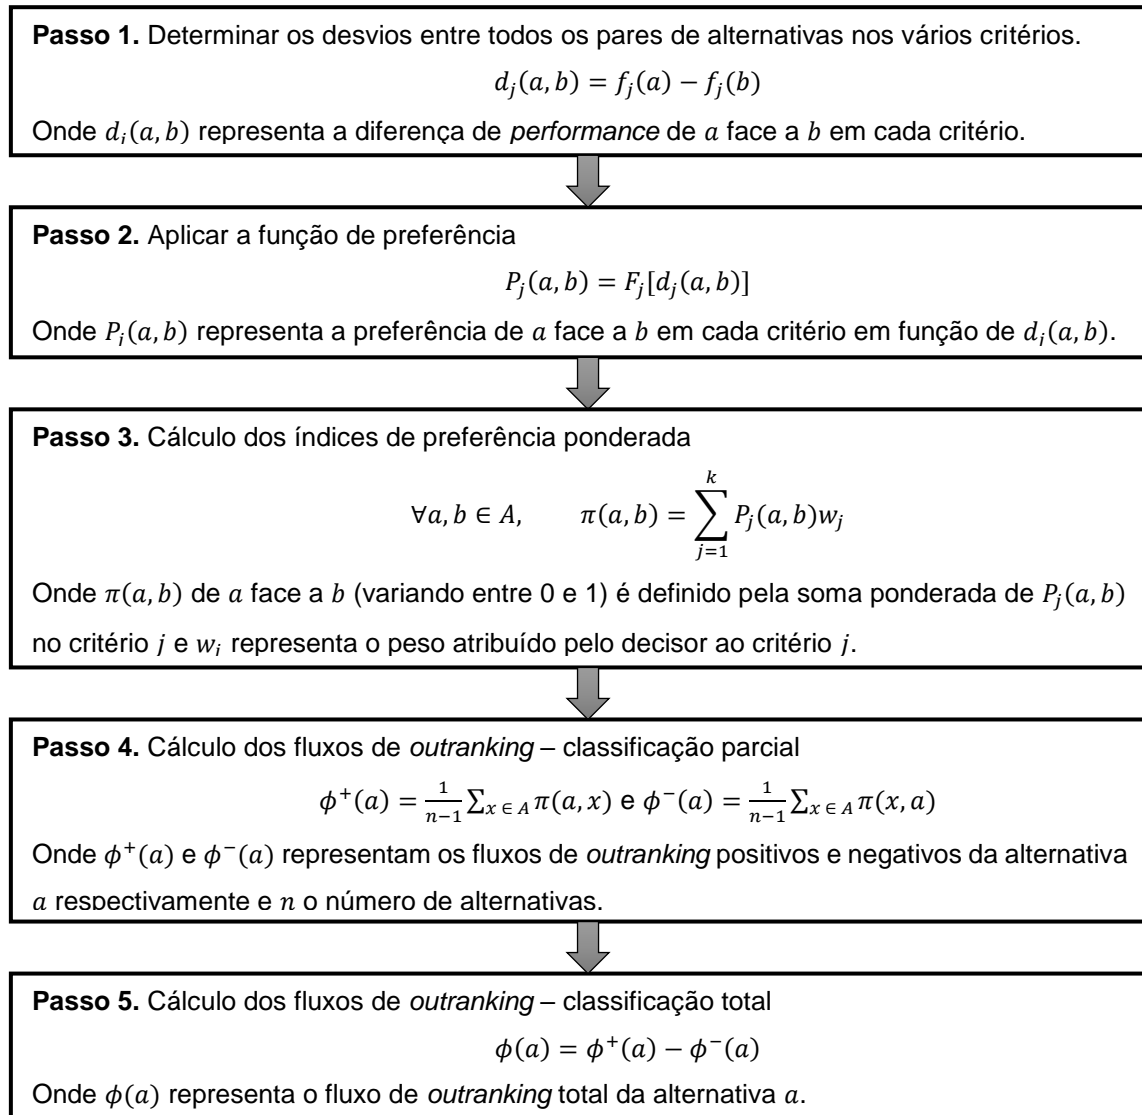 Passo 1. Determinar os desvios entre todos os pares de alternativas nos vários critérios.
d_j(a, b) = f_j(a) − f_j(b)
Onde d_j(a, b) representa a diferença de performance de a face a b em cada critério.
Passo 2. Aplicar a função de preferência
P_j(a, b) = F_j[d_j(a, b)]
Onde P_j(a, b) representa a preferência de a face a b em cada critério em função de d_j(a, b).
Passo 3. Cálculo dos índices de preferência ponderada
∀a, b ∈ A, π(a, b) = ∑_{j=1}^{k} P_j(a, b)w_j
Onde π(a, b) de a face a b (variando entre 0 e 1) é definido pela soma ponderada de P_j(a, b)
no critério j e w_j representa o peso atribuído pelo decisor ao critério j.
Passo 4. Cálculo dos fluxos de outranking – classificação parcial
ϕ⁺(a) = \frac{1}{n−1} ∑_{x ∈ A} π(a, x) e ϕ⁻(a) = \frac{1}{n−1} ∑_{x ∈ A} π(x, a)
Onde ϕ⁺(a) e ϕ⁻(a) representam os fluxos de outranking positivos e negativos da alternativa
a respectivamente e n o número de alternativas.
Passo 5. Cálculo dos fluxos de outranking – classificação total
ϕ(a) = ϕ⁺(a) − ϕ⁻(a)
Onde ϕ(a) representa o fluxo de outranking total da alternativa a.